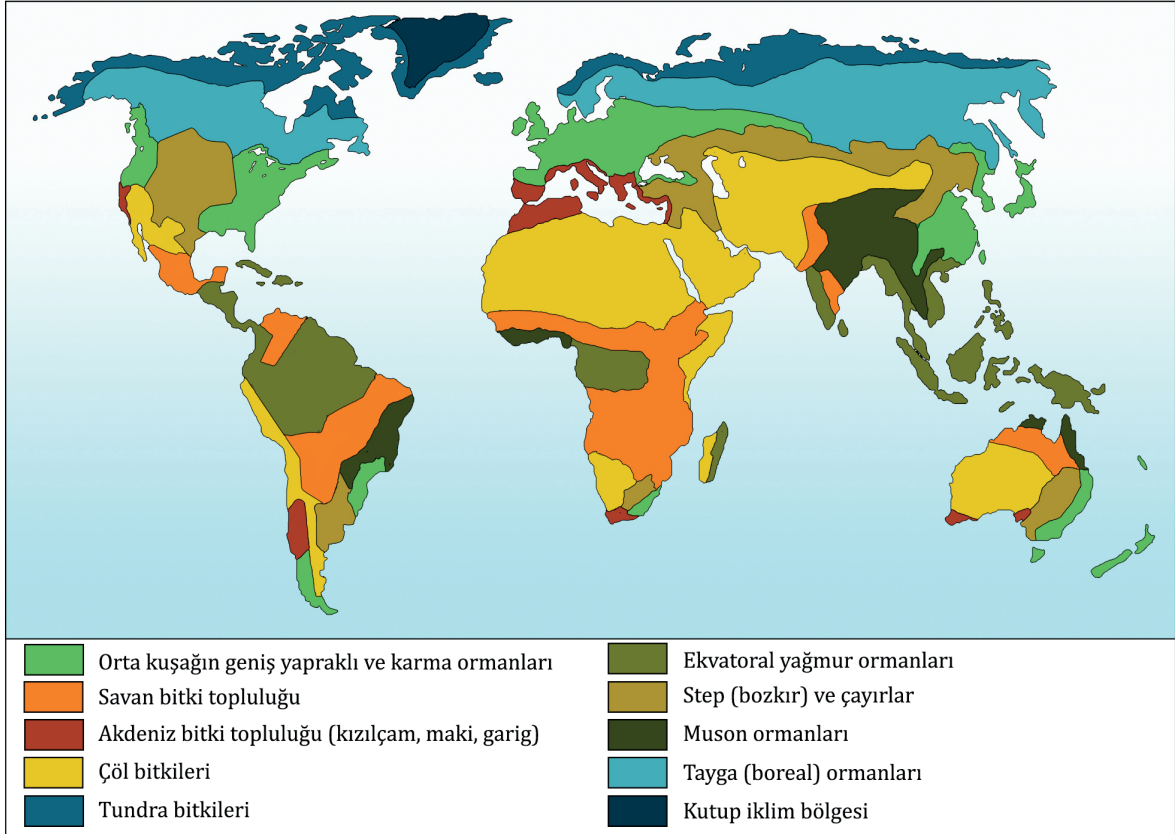 Orta kuşağın geniş yapraklı ve karma ormanları
Savan bitki topluluğu
Akdeniz bitki topluluğu (kızılçam, maki, garig)
Çöl bitkileri
Tundra bitkileri
Ekvatoral yağmur ormanları
Step (bozkır) ve çayırlar
Muson ormanları
Tayga (boreal) ormanları
Kutup iklim bölgesi